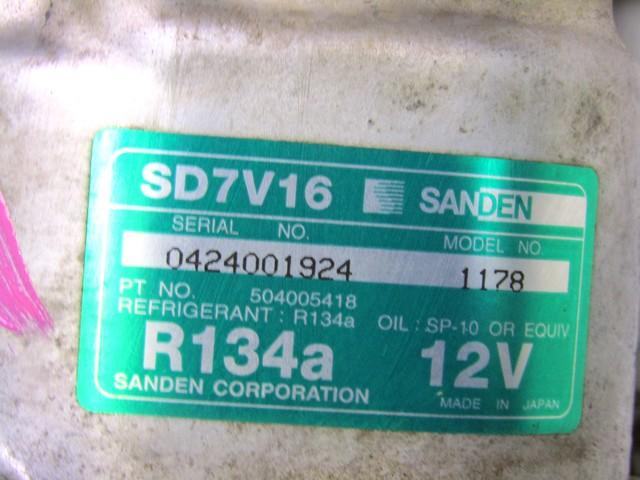 SD7V16 SANDEN
SERIAL NO. MODEL NO
0424001924 1178
PT NO. 504005418
REFRIGERANT : R134a OIL : SP-10 OR EQUIV
R134a 12V
SANDEN CORPORATION MADE IN JAPAN